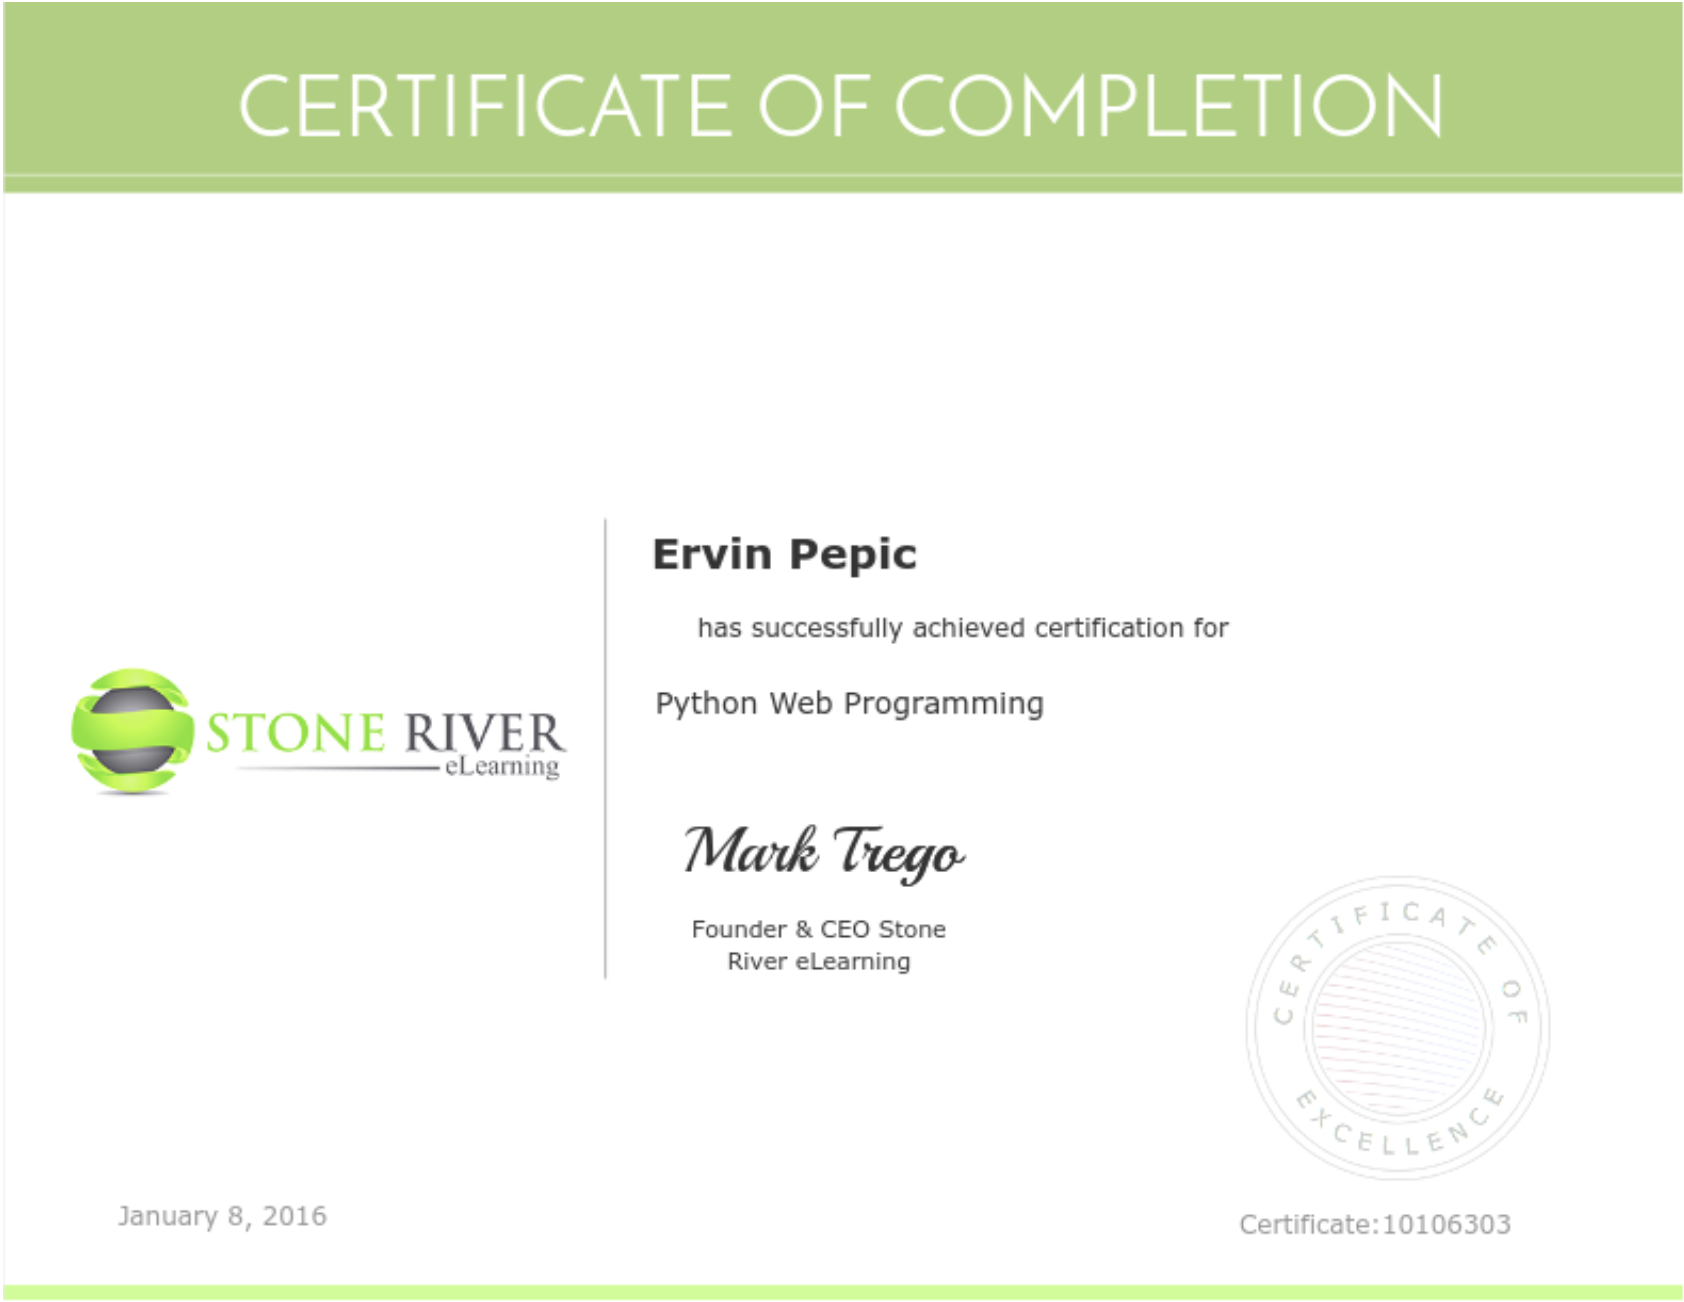 CERTIFICATE OF COMPLETION
Ervin Pepic
has successfully achieved certification for
Python Web Programming
STONE RIVER
eLearning
Mark Trego
Founder & CEO Stone
River eLearning
CERTIFICATE OF
EXCELLENCE
January 8, 2016
Certificate:10106303